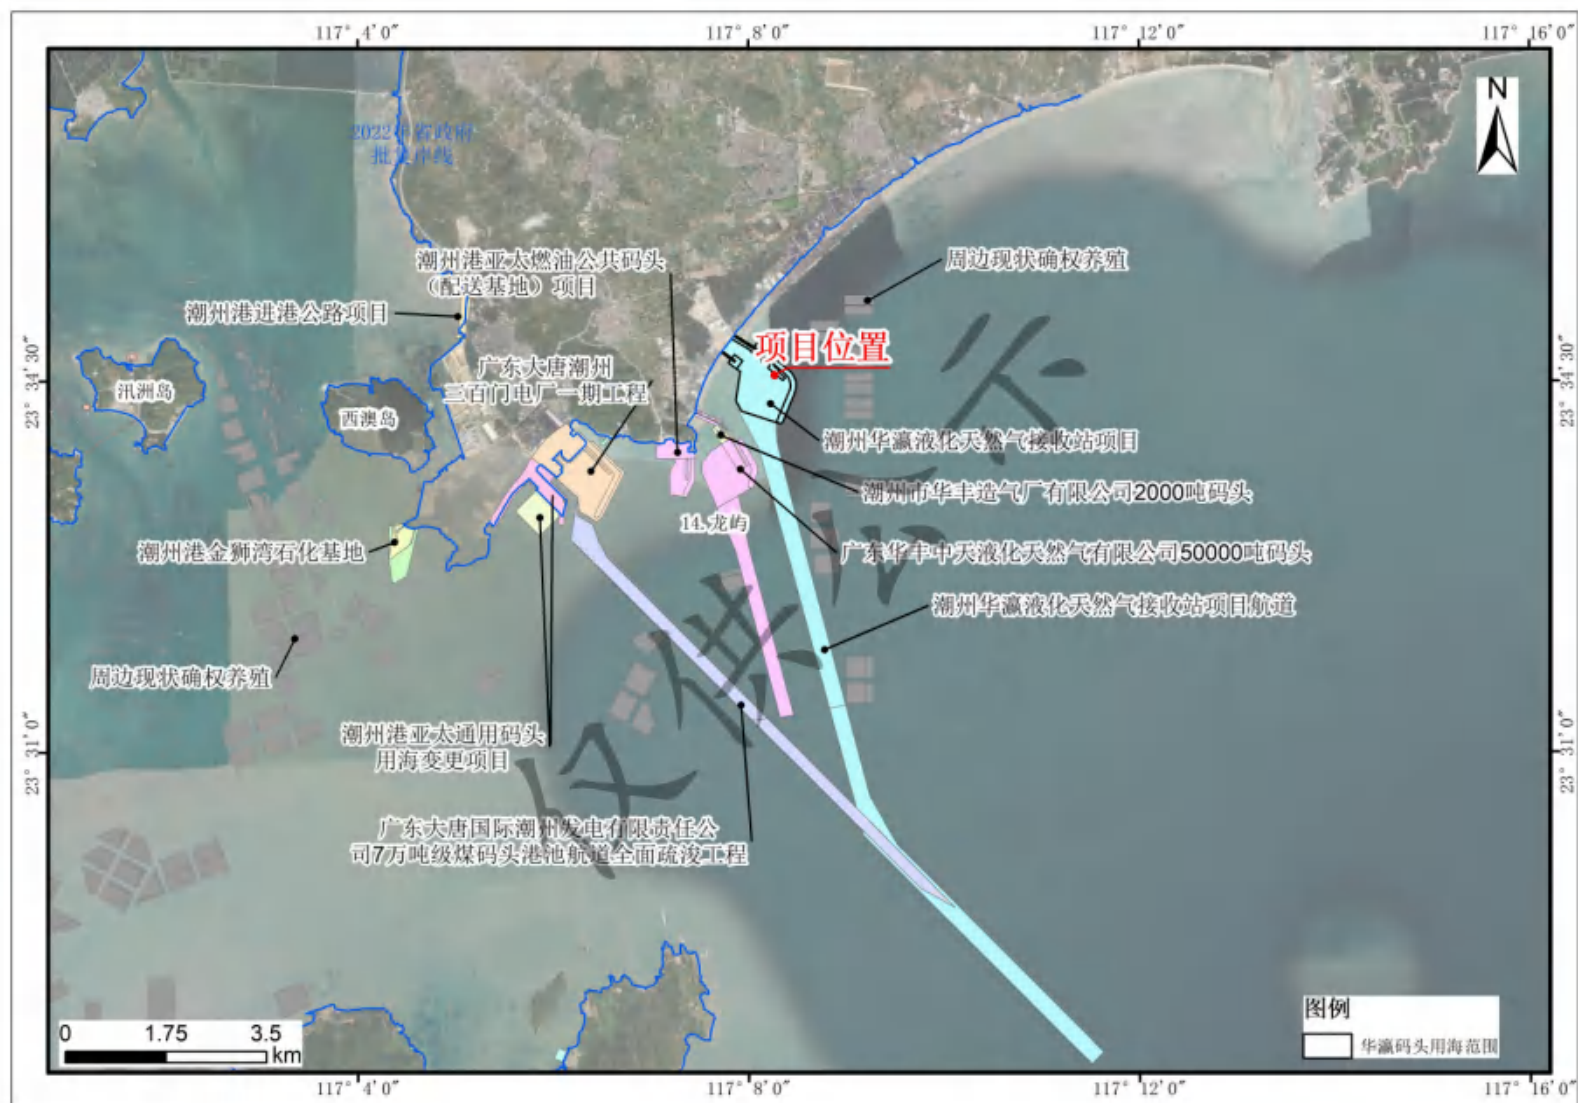 117° 4′ 0″
117° 8′ 0″
117° 12′ 0″
117° 16′ 0″
N
2022年省政府
批复岸线
潮州港亚太燃油公共码头
（配送基地）项目
周边现状确权养殖
潮州港进港公路项目
项目位置
23° 34′ 30″
23° 34′ 30″
广东大唐潮州
三百门电厂一期工程
汛洲岛
西澳岛
潮州华瀛液化天然气接收站项目
潮州市华丰造气厂有限公司2000吨码头
14.龙屿
潮州港金狮湾石化基地
广东华丰中天液化天然气有限公司50000吨码头
潮州华瀛液化天然气接收站项目航道
周边现状确权养殖
潮州港亚太通用码头
用海变更项目
23° 31′ 0″
23° 31′ 0″
广东大唐国际潮州发电有限责任公
司7万吨级煤码头港池航道全面疏浚工程
仅供公示
图例
华瀛码头用海范围
0 1.75 3.5
km
117° 4′ 0″
117° 8′ 0″
117° 12′ 0″
117° 16′ 0″